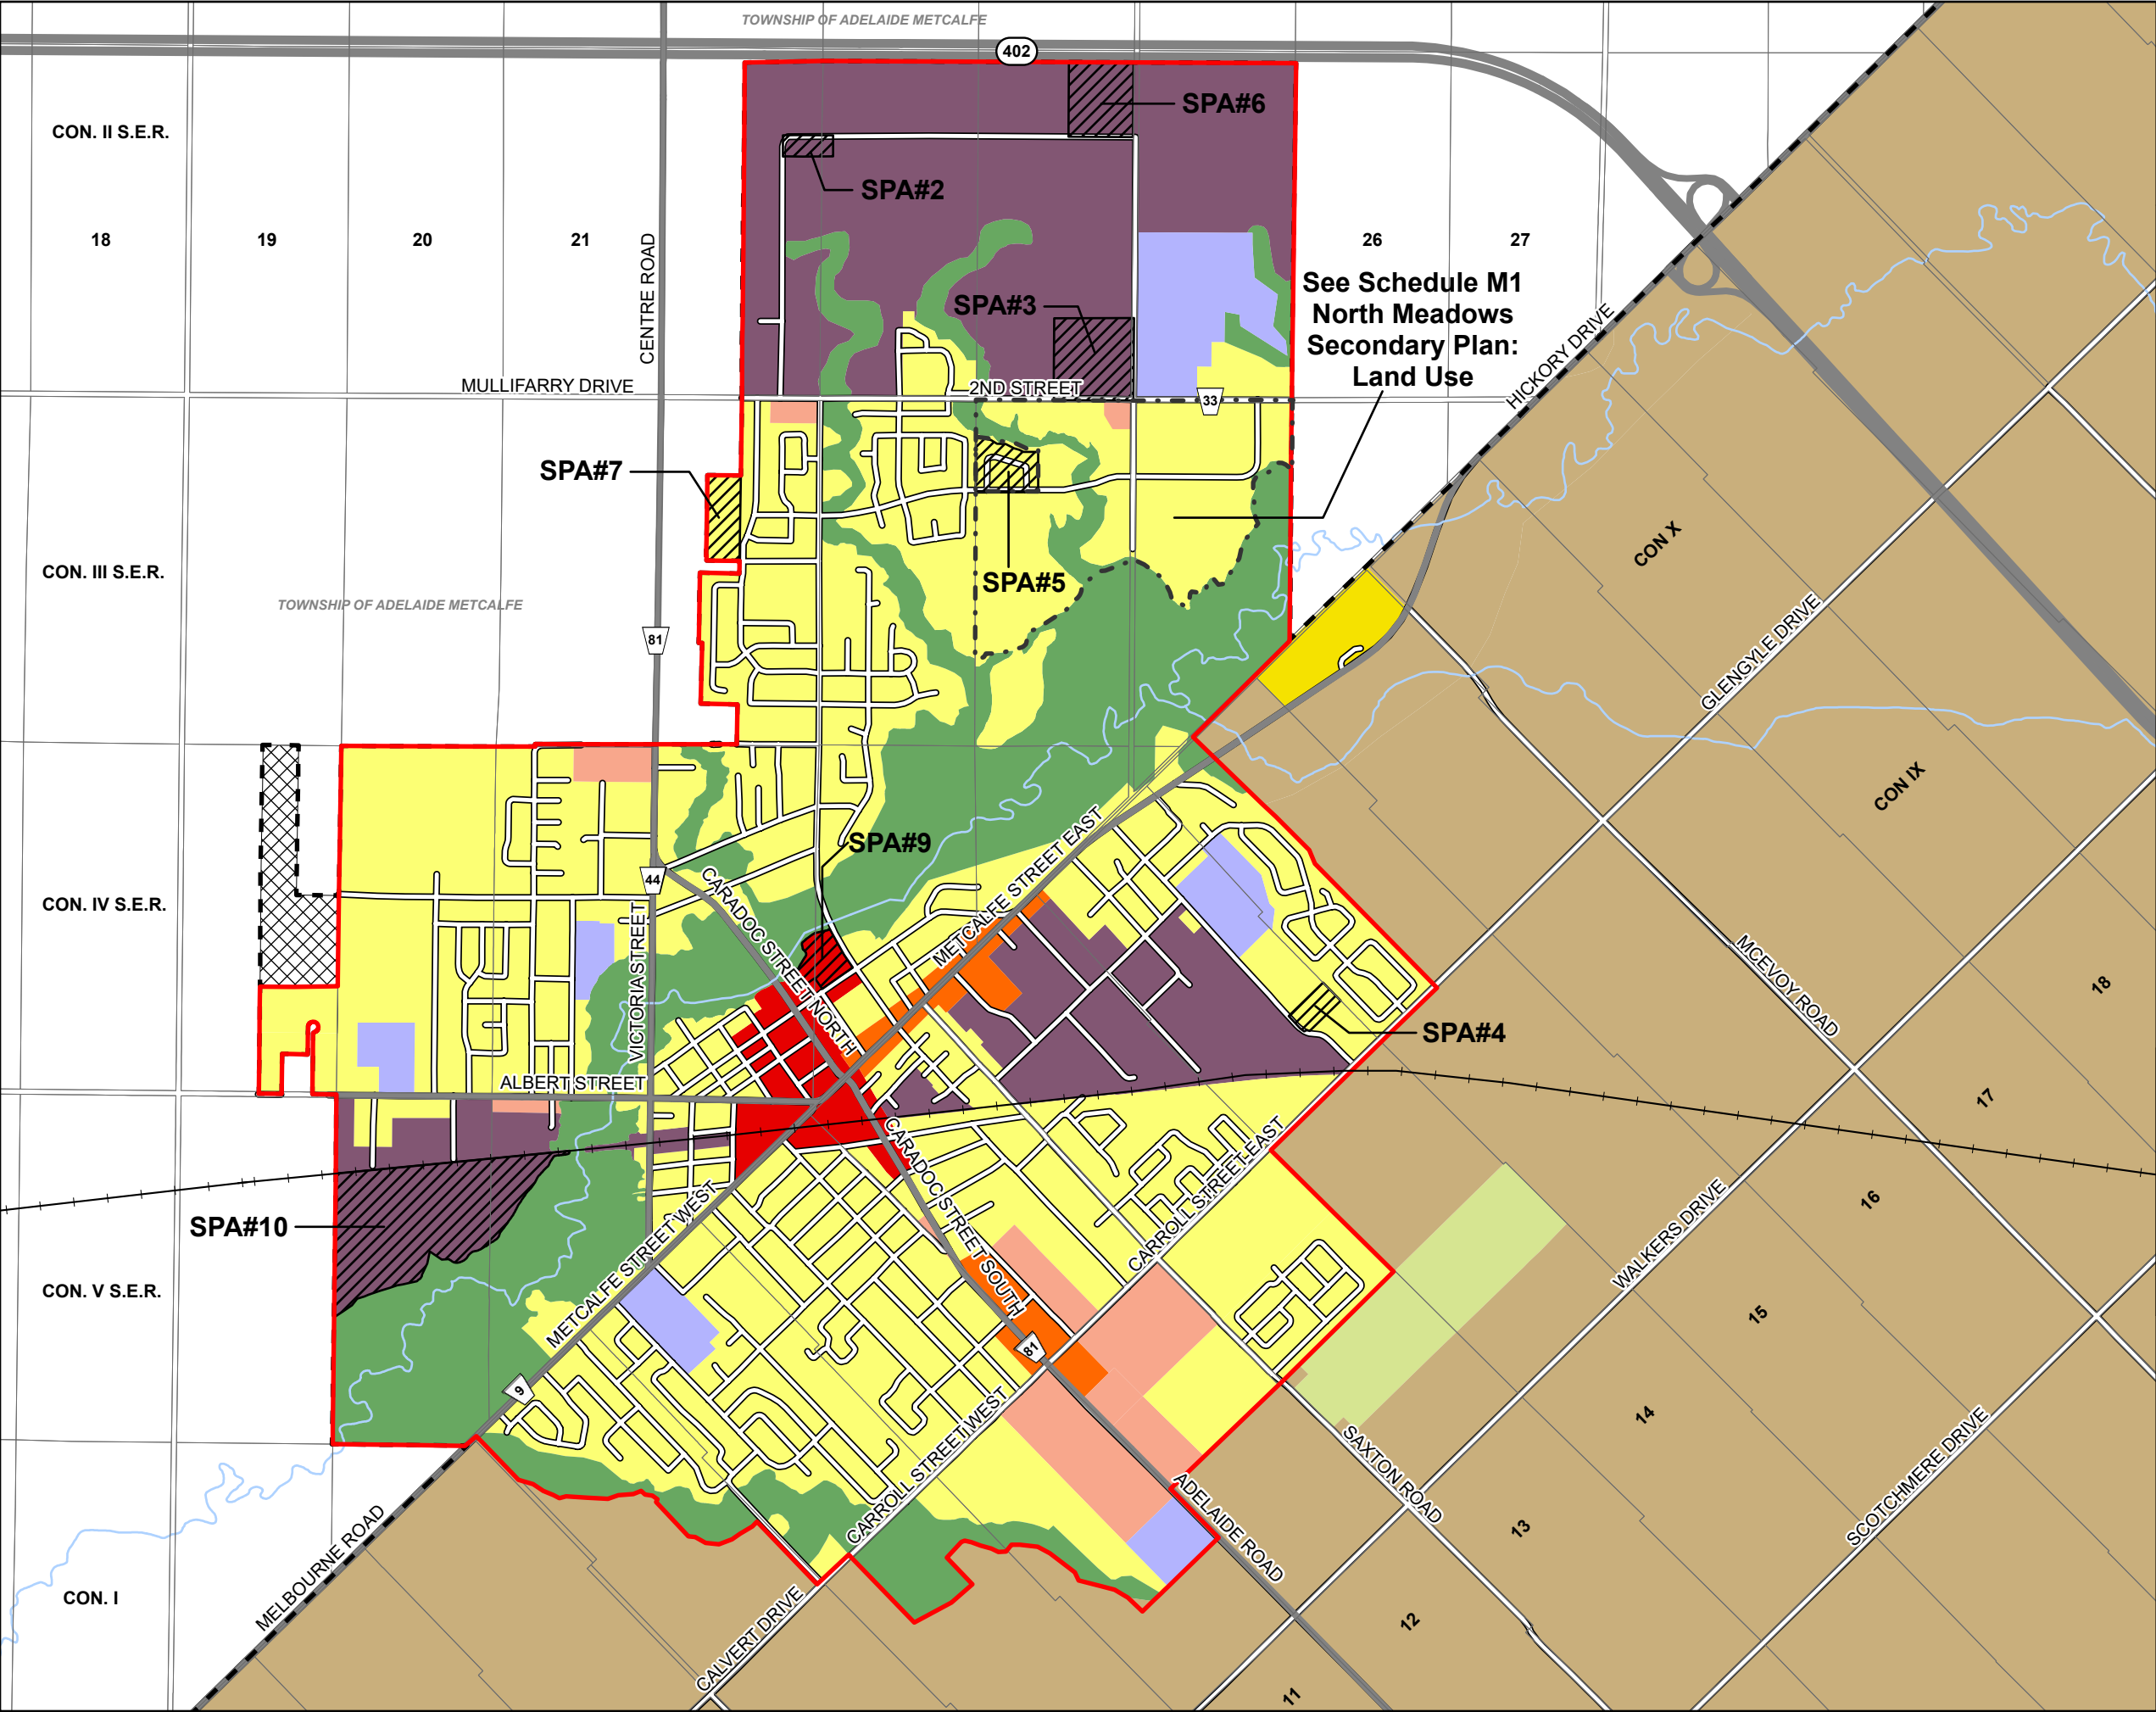 TOWNSHIP OF ADELAIDE METCALFE
402
SPA#6
CON. II S.E.R.
SPA#2
18
19
20
21
26
27
CENTRE ROAD
See Schedule M1
North Meadows
Secondary Plan:
Land Use
SPA#3
HICKORY DRIVE
MULLIFARRY DRIVE
2ND STREET
33
SPA#7
CON X
CON. III S.E.R.
SPA#5
TOWNSHIP OF ADELAIDE METCALFE
81
GLENGYLE DRIVE
CON IX
SPA#9
44
CARADOC STREET NORTH
METCALFE STREET EAST
CON. IV S.E.R.
VICTORIA STREET
MCEVOY ROAD
18
SPA#4
ALBERT STREET
17
CARADOC STREET SOUTH
CARROLL STREET EAST
WALKERS DRIVE
16
SPA#10
METCALFE STREET WEST
CON. V S.E.R.
15
81
9
14
CARROLL STREET WEST
SAXTON ROAD
SCOTCHMERE DRIVE
ADELAIDE ROAD
13
MELBOURNE ROAD
CON. I
CALVERT DRIVE
12
11